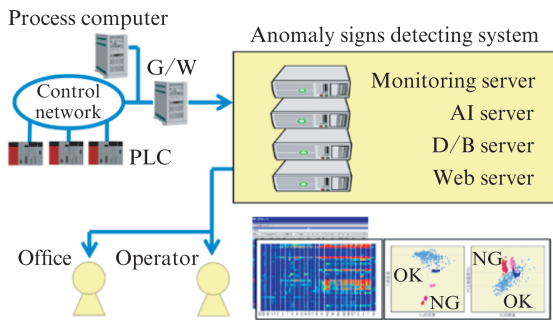 Process computer
G/W
Anomaly signs detecting system
Control
network
Monitoring server
AI server
D/B server
Web server
PLC
Office
Operator
OK
NG
NG
OK